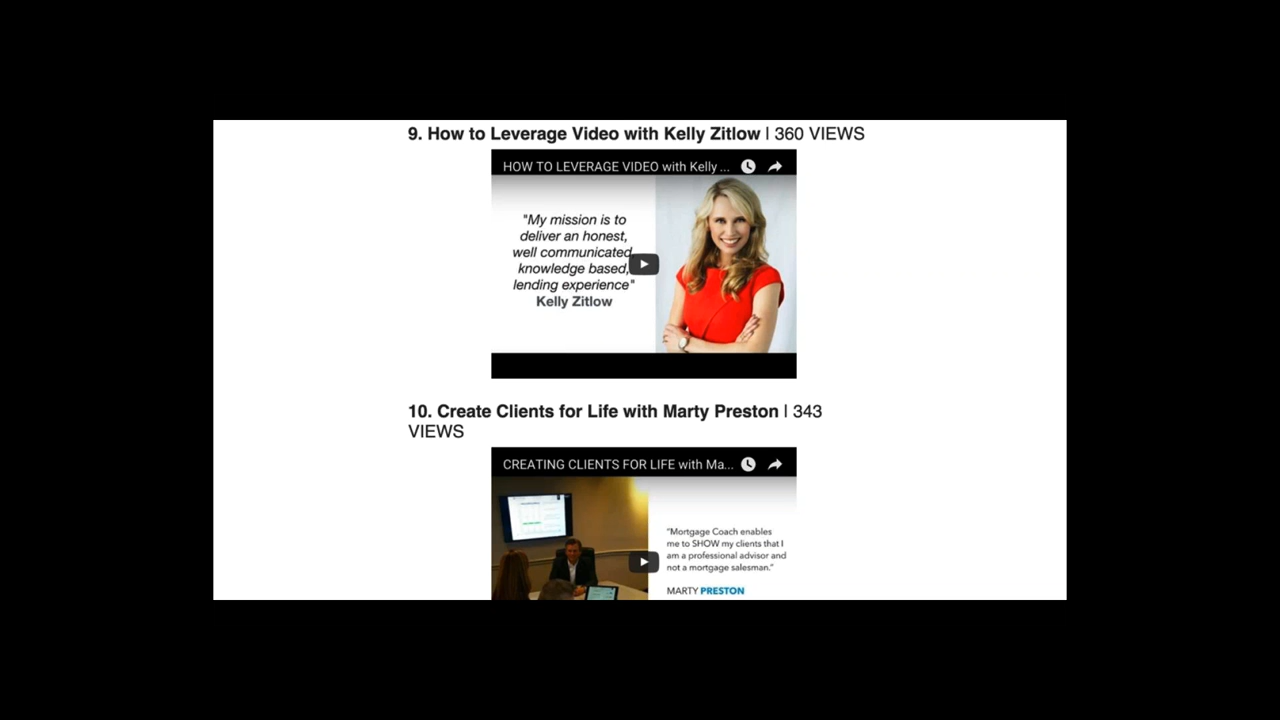 9. How to Leverage Video with Kelly Zitlow | 360 VIEWS
HOW TO LEVERAGE VIDEO with Kelly ...
"My mission is to
deliver an honest,
well communicated,
knowledge based,
lending experience"
Kelly Zitlow
10. Create Clients for Life with Marty Preston | 343
VIEWS
CREATING CLIENTS FOR LIFE with Ma...
"Mortgage Coach enables
me to SHOW my clients that I
am a professional advisor and
not a mortgage salesman."
MARTY PRESTON